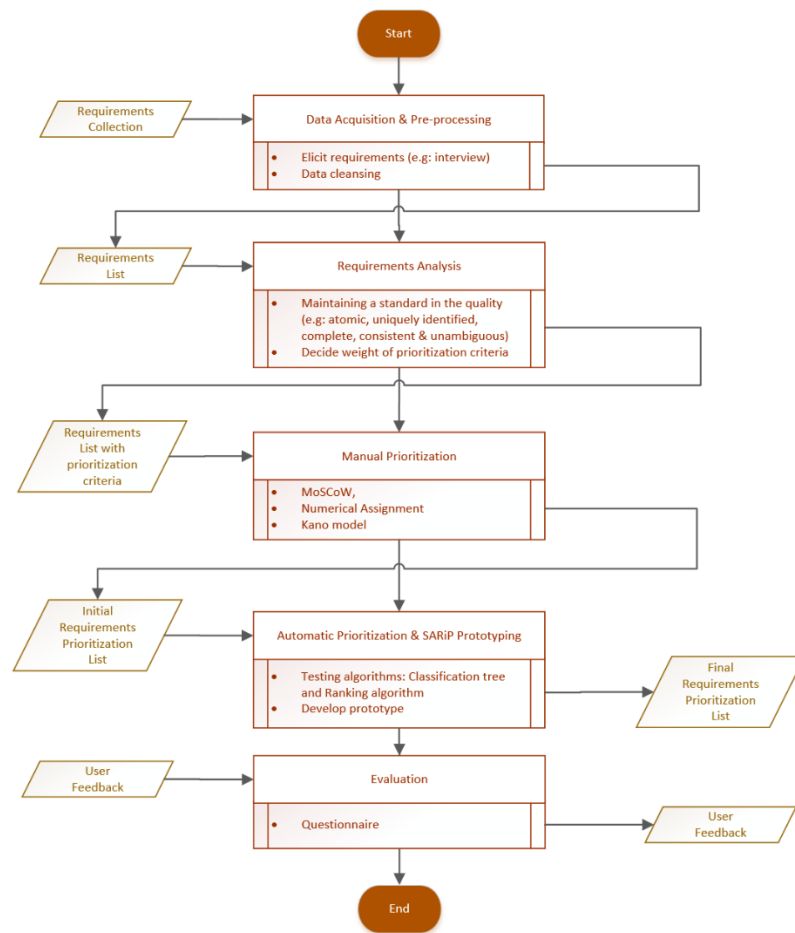 Start
Requirements
Collection
Data Acquisition & Pre-processing
• Elicit requirements (e.g: interview)
• Data cleansing
Requirements
List
Requirements Analysis
• Maintaining a standard in the quality
(e.g: atomic, uniquely identified,
complete, consistent & unambiguous)
• Decide weight of prioritization criteria
Requirements
List with
prioritization
criteria
Manual Prioritization
• MoSCoW,
• Numerical Assignment
• Kano model
Initial
Requirements
Prioritization
List
Automatic Prioritization & SARiP Prototyping
• Testing algorithms: Classification tree
and Ranking algorithm
• Develop prototype
Final
Requirements
Prioritization
List
User
Feedback
Evaluation
• Questionnaire
User
Feedback
End